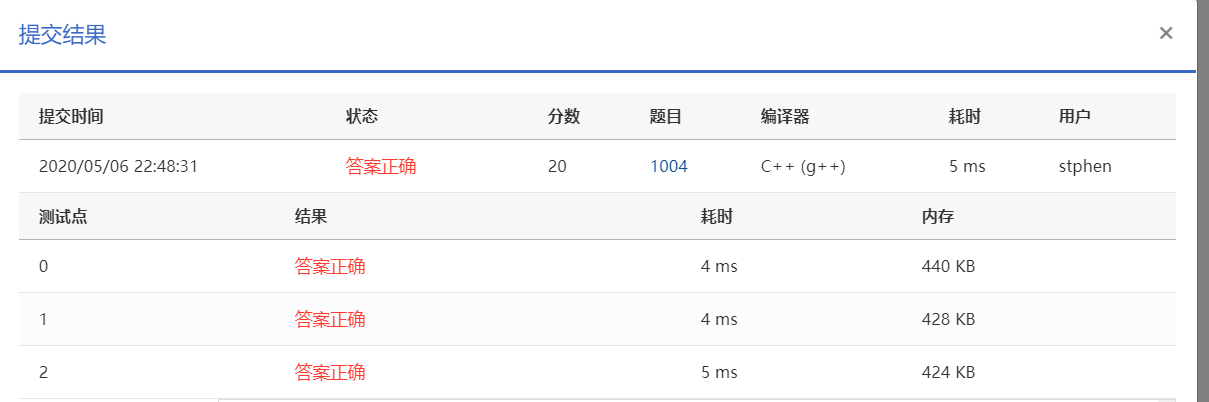 提交结果 ×
提交时间 状态 分数 题目 编译器 耗时 用户
2020/05/06 22:48:31 答案正确 20 1004 C++ (g++) 5 ms stphen
测试点 结果 耗时 内存
0 答案正确 4 ms 440 KB
1 答案正确 4 ms 428 KB
2 答案正确 5 ms 424 KB